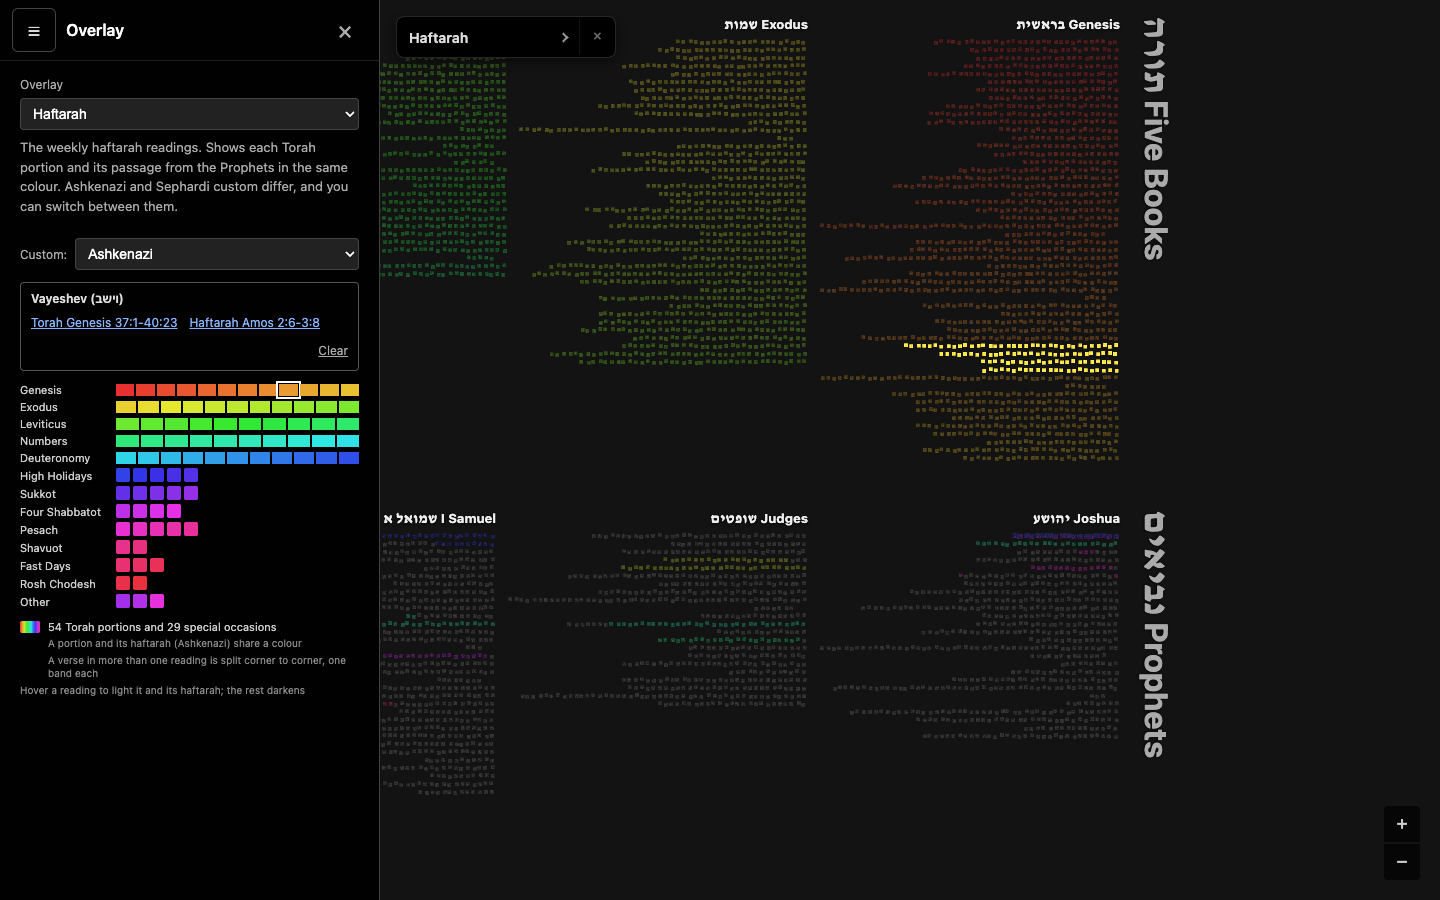 Overlay
Overlay
Haftarah
The weekly haftarah readings. Shows each Torah
portion and its passage from the Prophets in the same
colour. Ashkenazi and Sephardi custom differ, and you
can switch between them.
Custom: Ashkenazi
Vayeshev (וישב)
Torah Genesis 37:1-40:23 Haftarah Amos 2:6-3:8
Clear
Genesis
Exodus
Leviticus
Numbers
Deuteronomy
High Holidays
Sukkot
Four Shabbatot
Pesach
Shavuot
Fast Days
Rosh Chodesh
Other
54 Torah portions and 29 special occasions
A portion and its haftarah (Ashkenazi) share a colour
A verse in more than one reading is split corner to corner, one
band each
Hover a reading to light it and its haftarah; the rest darkens
Haftarah
שמות Exodus
בראשית Genesis
תורה Five Books
שמואל א I Samuel
שופטים Judges
יהושע Joshua
נביאים Prophets